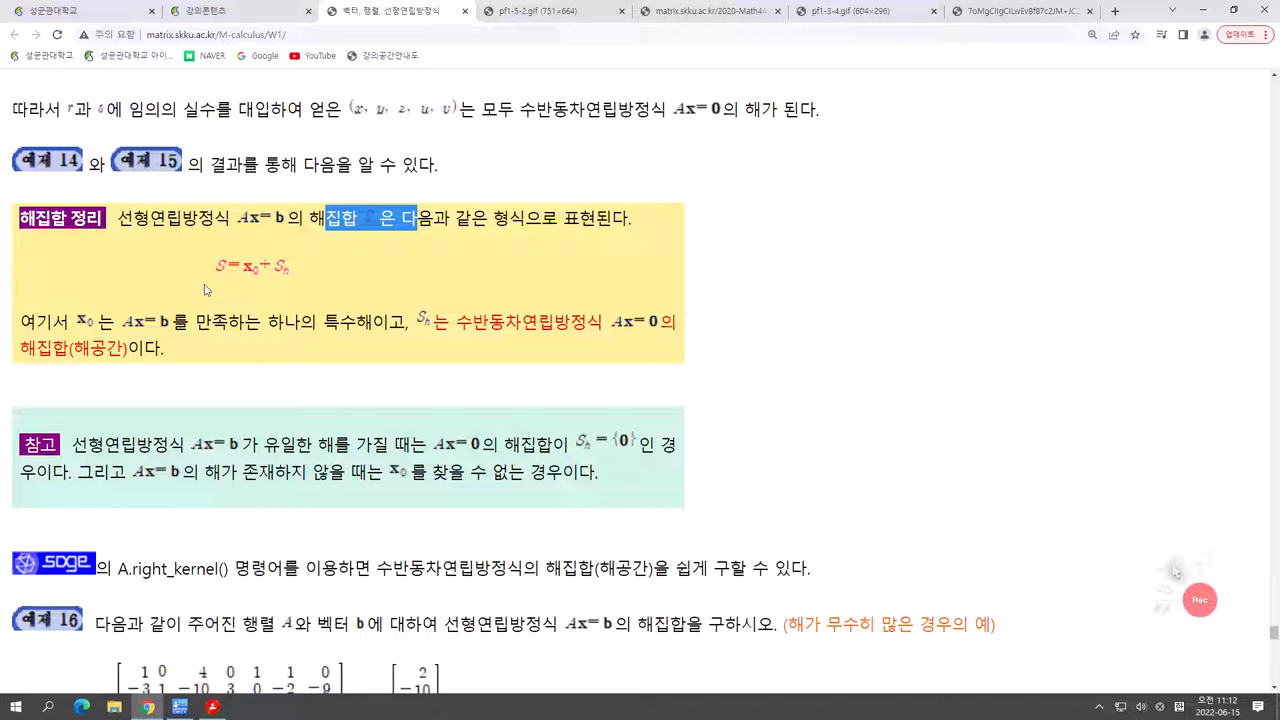 성균관대학교
강의콘텐츠
벡터, 행렬, 선형연립방정식
pf1-5-2.gif (751×664)
matrix.skku.ac.kr/2020-Math4
pf1-3-4.gif (604×296)
주의 요함 matrix.skku.ac.kr/M-calculus/W1/
업데이트
성균관대학교 성균관대학교 아이... NAVER Google YouTube 강의공간안내도
따라서 r과 s에 임의의 실수를 대입하여 얻은 (x, y, z, u, v)는 모두 수반동차연립방정식 Ax=0의 해가 된다.
예제 14 와 예제 15 의 결과를 통해 다음을 알 수 있다.
해집합 정리 선형연립방정식 Ax=b의 해집합 S은 다음과 같은 형식으로 표현된다.
S=x₀+Sₕ
여기서 x₀는 Ax=b를 만족하는 하나의 특수해이고, Sₕ는 수반동차연립방정식 Ax=0의
해집합(해공간)이다.
참고 선형연립방정식 Ax=b가 유일한 해를 가질 때는 Ax=0의 해집합이 Sₕ={0}인 경
우이다. 그리고 Ax=b의 해가 존재하지 않을 때는 x₀를 찾을 수 없는 경우이다.
sage의 A.right_kernel() 명령어를 이용하면 수반동차연립방정식의 해집합(해공간)을 쉽게 구할 수 있다.
Rec
예제 16 다음과 같이 주어진 행렬 A와 벡터 b에 대하여 선형연립방정식 Ax=b의 해집합을 구하시오. (해가 무수히 많은 경우의 예)
1 0 4 0 1 1 0 2
−3 1 −10 3 0 −2 −9 −10
오전 11:12
2022-06-15